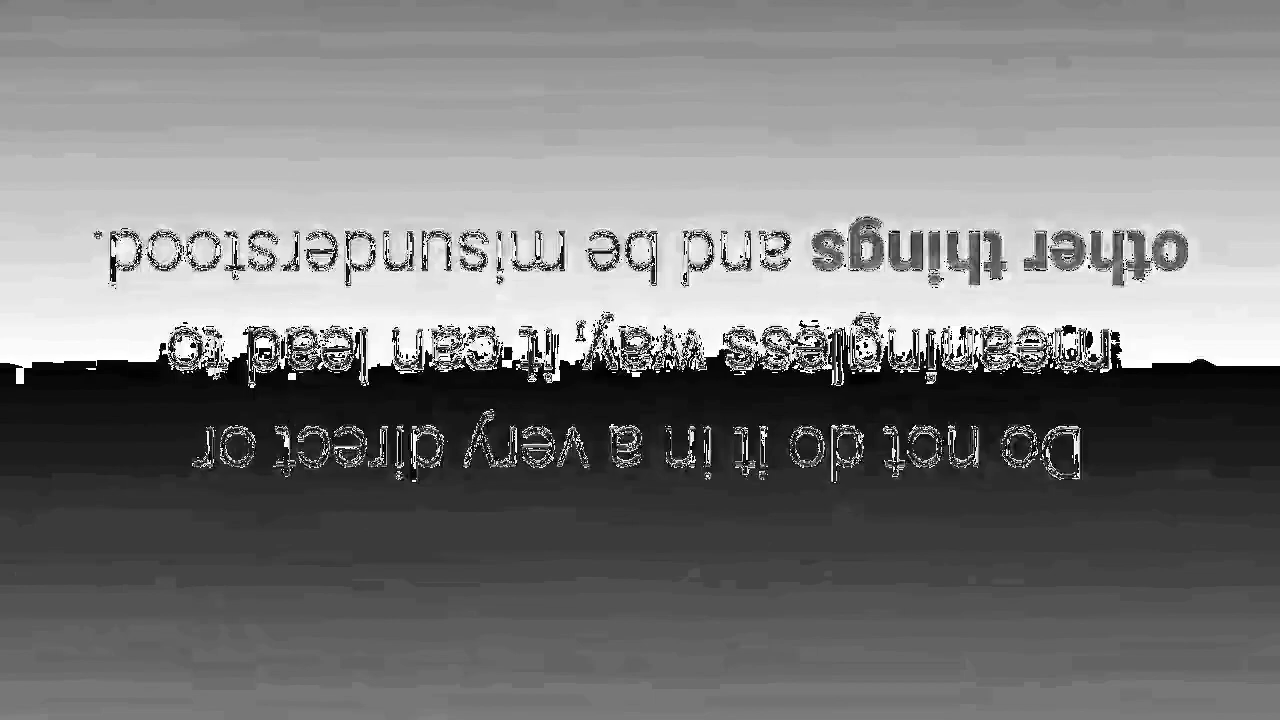 Do not do it in a very direct or
meaningless way, it can lead to
other things and be misunderstood.